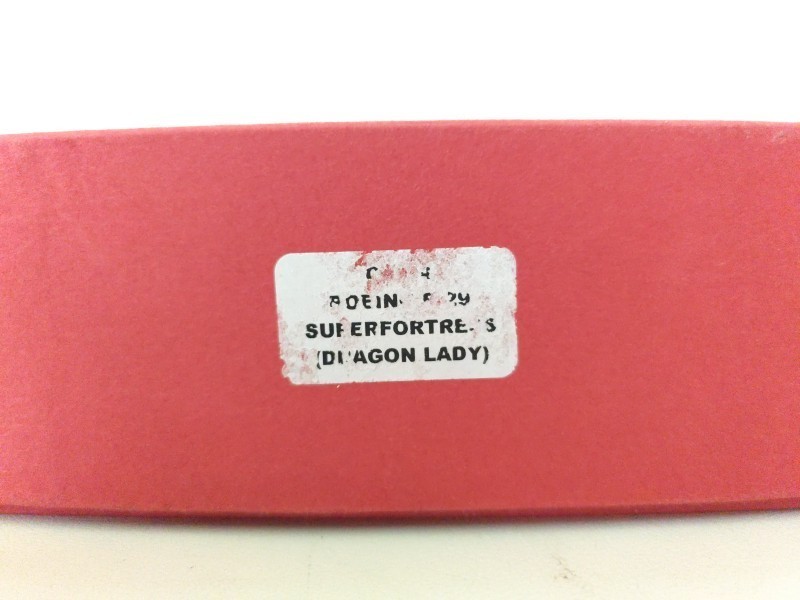 BOEING B-29
SUPERFORTRESS
(DRAGON LADY)